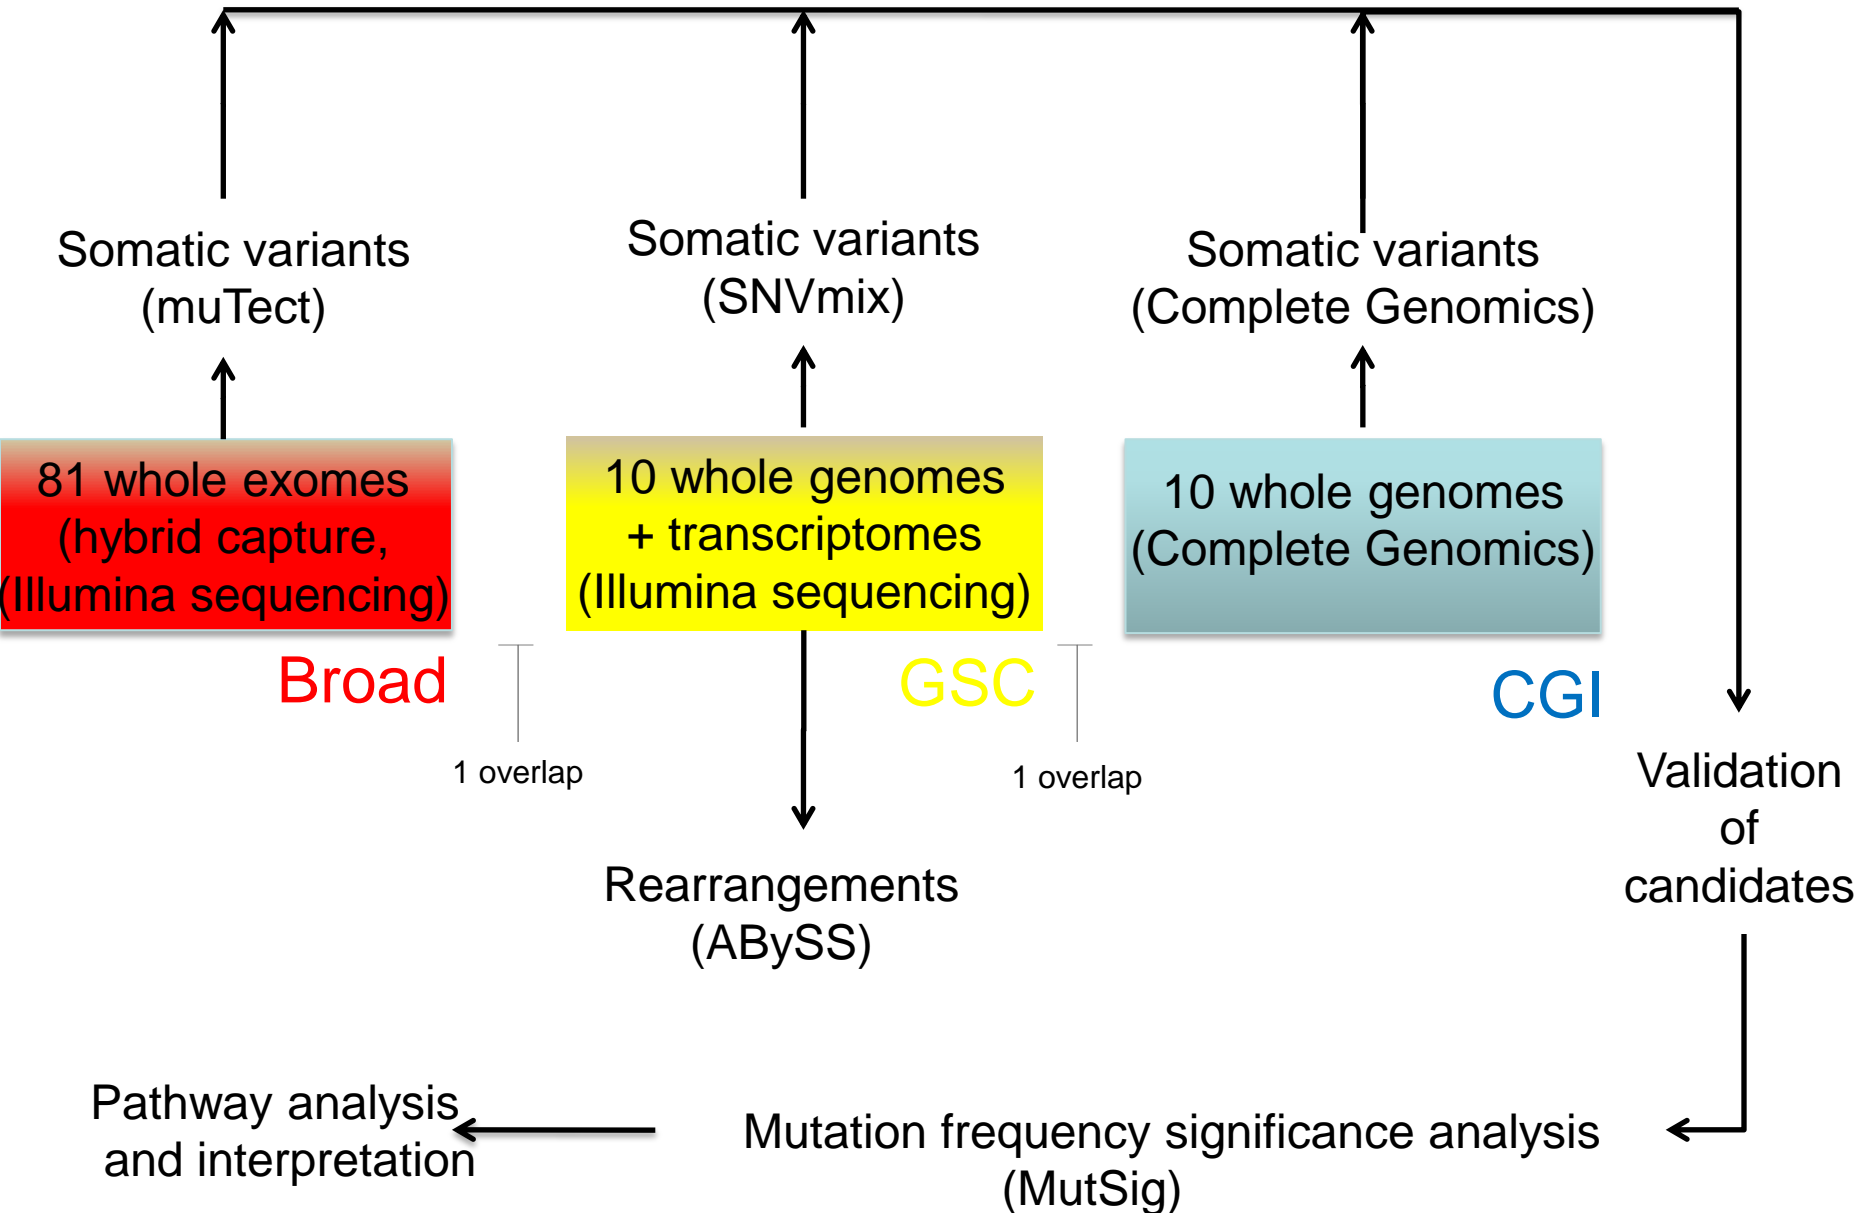 Somatic variants
(muTect)
Somatic variants
(SNVmix)
Somatic variants
(Complete Genomics)
81 whole exomes
(hybrid capture,
(Illumina sequencing)
10 whole genomes
+ transcriptomes
(Illumina sequencing)
10 whole genomes
(Complete Genomics)
Broad
GSC
CGI
1 overlap
1 overlap
Validation
of
candidates
Rearrangements
(ABySS)
Pathway analysis
and interpretation
Mutation frequency significance analysis
(MutSig)